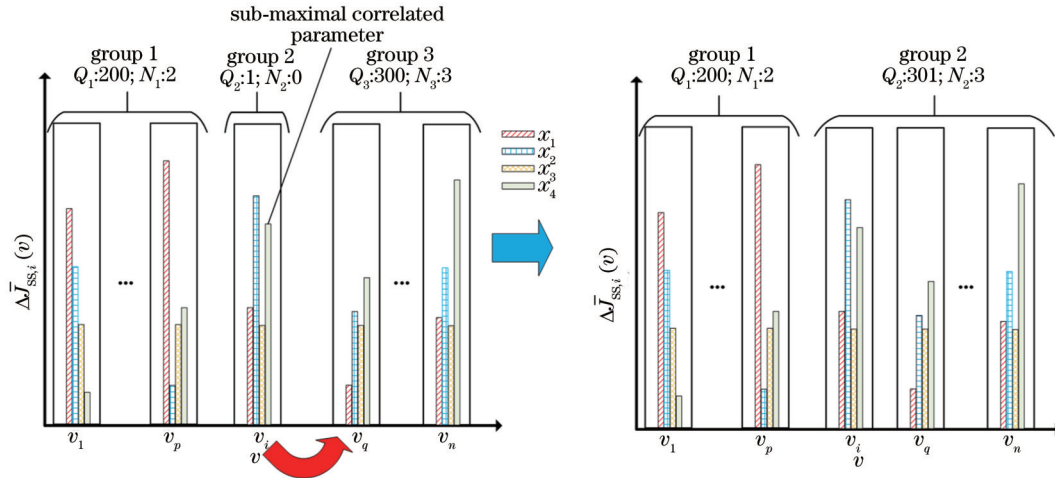 sub-maximal correlated
parameter
group 1
Q₁:200; N₁:2
group 2
Q₂:1; N₂:0
group 3
Q₃:300; N₃:3
ΔJ̄ₛₛ,ᵢ (v)
...
...
v₁
vₚ
vᵢ
v_q
vₙ
v
x₁
x₂
x₃
x₄
group 1
Q₁:200; N₁:2
group 2
Q₂:301; N₂:3
ΔJ̄ₛₛ,ᵢ (v)
...
...
v₁
vₚ
vᵢ
v_q
vₙ
v